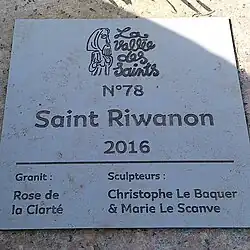 La
Vallée
des
Saints
N°78
Saint Riwanon
2016
Granit :
Rose de
la Clarté
Sculpteurs :
Christophe Le Baquer
& Marie Le Scanve